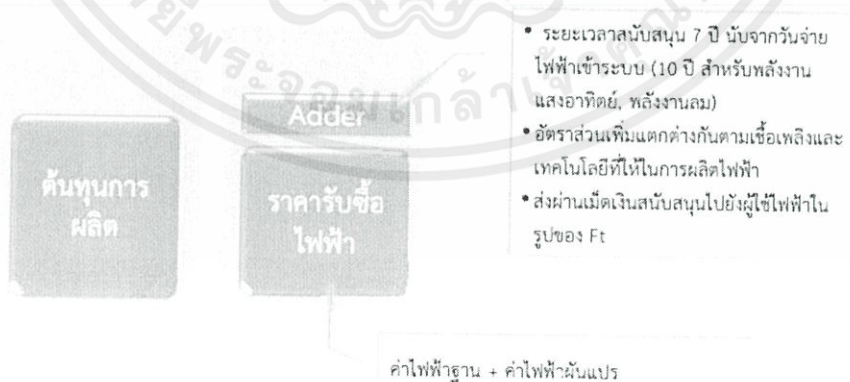 • ระยะเวลาสนับสนุน 7 ปี นับจากวันจ่าย
ไฟฟ้าเข้าระบบ (10 ปี สำหรับพลังงาน
แสงอาทิตย์, พลังงานลม)
• อัตราส่วนเพิ่มแตกต่างกันตามเชื้อเพลิงและ
เทคโนโลยีที่ให้ในการผลิตไฟฟ้า
• ส่งผ่านเม็ดเงินสนับสนุนไปยังผู้ใช้ไฟฟ้าใน
รูปของ Ft
Adder
ต้นทุนการ
ผลิต
ราคารับซื้อ
ไฟฟ้า
ค่าไฟฟ้าฐาน + ค่าไฟฟ้าผันแปร